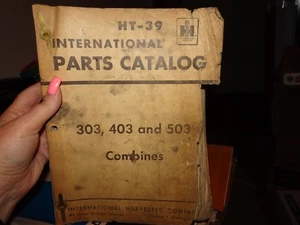 HT-39
INTERNATIONAL
PARTS CATALOG
303, 403 and 503
Combines
INTERNATIONAL HARVESTER COMPANY